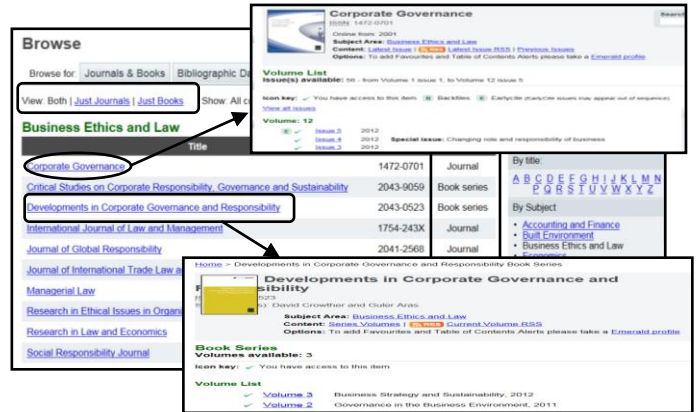 Browse
Browse for Journals & Books Bibliographic Da
View: Both | Just Journals | Just Books Show: All co
Business Ethics and Law
Title
Corporate Governance 1472-0701 Journal
Critical Studies on Corporate Responsibility, Governance and Sustainability 2043-9059 Book series
Developments in Corporate Governance and Responsibility 2043-0523 Book series
International Journal of Law and Management 1754-243X Journal
Journal of Global Responsibility 2041-2568 Journal
Journal of International Trade Law a
Managerial Law
Research in Ethical Issues in Organi
Research in Law and Economics
Social Responsibility Journal
Corporate Governance
ISSN: 1472-0701
Online from: 2001
Subject Area: Business Ethics and Law
Content: Latest Issue | RSS Latest Issue RSS | Previous Issues
Options: To add Favourites and Table of Contents Alerts please take a Emerald profile
Search
Volume List
Issue(s) available: 56 - from Volume 1 Issue 1, to Volume 12 Issue 5
Icon key: You have access to this item Backfiles EarlyCite (EarlyCite issues may appear out of sequence)
View all issues
Volume: 12
E Issue 5 2012
Issue 4 2012 Special Issue: Changing role and responsibility of business
Issue 3 2012
By title:
A B C D E F G H I J K L M N
P Q R S T U V W X Y Z
By Subject
• Accounting and Finance
• Built Environment
• Business Ethics and Law
• Economics
Home > Developments in Corporate Governance and Responsibility Book Series
Developments in Corporate Governance and
sibility
523
): David Crowther and Guler Aras
Subject Area: Business Ethics and Law
Content: Series Volumes | RSS Current Volume RSS
Options: To add Favourites and Table of Contents Alerts please take a Emerald profile
Book Series
Volumes available: 3
Icon key: You have access to this item
Volume List
Volume 3 Business Strategy and Sustainability, 2012
Volume 2 Governance in the Business Environment, 2011